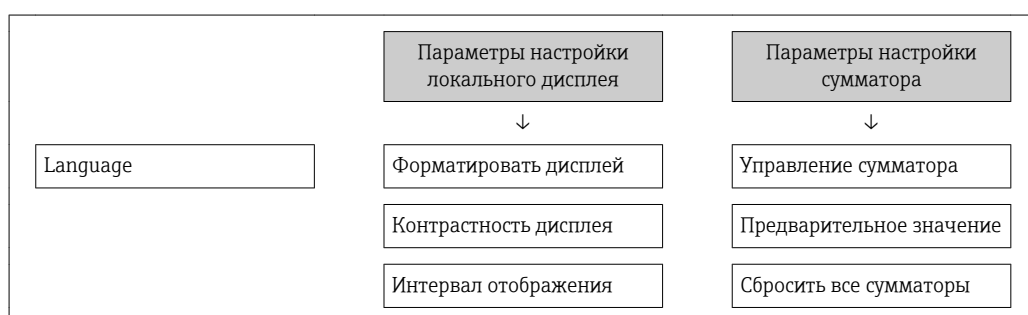 Параметры настройки
локального дисплея
Параметры настройки
сумматора
↓
↓
Language
Форматировать дисплей
Управление сумматора
Контрастность дисплея
Предварительное значение
Интервал отображения
Сбросить все сумматоры